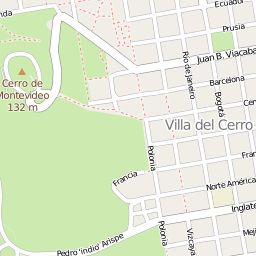 Ecuador
Prusia
Juan B. Viacaba
Río de Janeiro
Barcelona
Bogotá
Cerro de
Montevideo
132 m
Villa del Cerro
Polonia
Francia
Norte América
Inglate
Polonia
Vizcaya
Pedro 'indio' Arispe